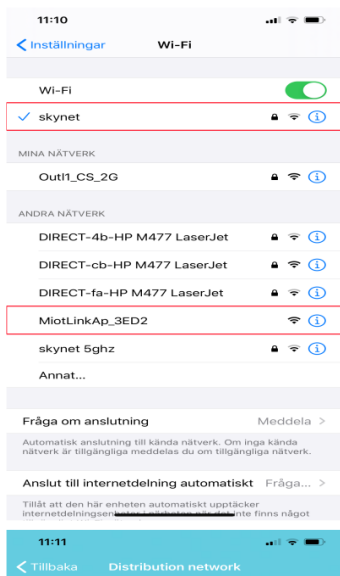 11:10
Inställningar Wi-Fi
Wi-Fi
skynet
MINA NÄTVERK
Outl1_CS_2G
ANDRA NÄTVERK
DIRECT-4b-HP M477 LaserJet
DIRECT-cb-HP M477 LaserJet
DIRECT-fa-HP M477 LaserJet
MiotLinkAp_3ED2
skynet 5ghz
Annat...
Fråga om anslutning Meddela
Automatisk anslutning till kända nätverk. Om inga kända
nätverk är tillgängliga meddelas du om tillgängliga nätverk.
Anslut till internetdelning automatiskt Fråga...
Tillåt att den här enheten automatiskt upptäcker
inte finns något
11:11
Tillbaka Distribution network